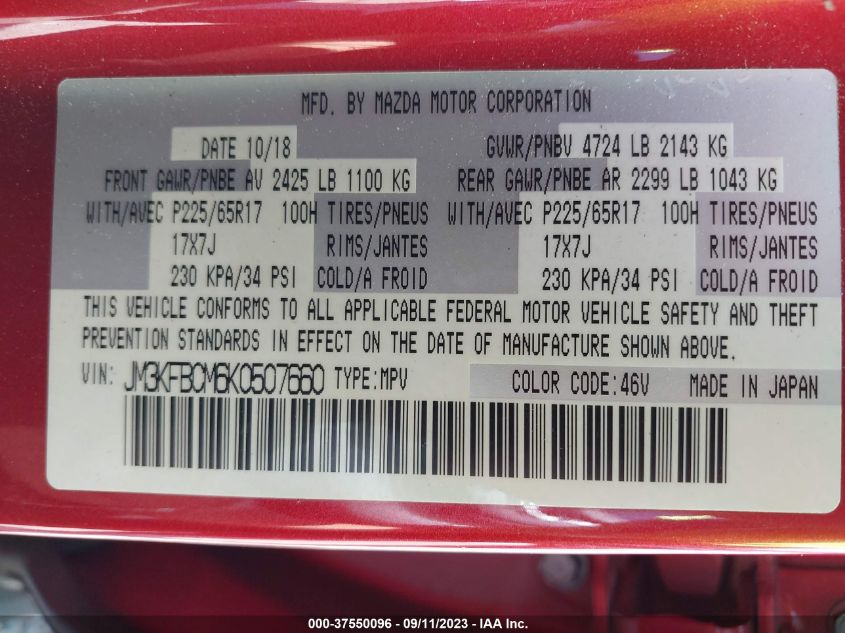 MFD. BY MAZDA MOTOR CORPORATION
DATE 10/18 GVWR/PNBV 4724 LB 2143 KG
FRONT GAWR/PNBE AV 2425 LB 1100 KG REAR GAWR/PNBE AR 2299 LB 1043 KG
WITH/AVEC P225/65R17 100H TIRES/PNEUS WITH/AVEC P225/65R17 100H TIRES/PNEUS
17X7J RIMS/JANTES 17X7J RIMS/JANTES
230 KPA/34 PSI COLD/A FROID 230 KPA/34 PSI COLD/A FROID
THIS VEHICLE CONFORMS TO ALL APPLICABLE FEDERAL MOTOR VEHICLE SAFETY AND THEFT
PREVENTION STANDARDS IN EFFECT ON THE DATE OF MANUFACTURE SHOWN ABOVE.
VIN: JM3KFBCM6K0507660 TYPE:MPV COLOR CODE:46V MADE IN JAPAN
000-37550096 - 09/11/2023 - IAA Inc.